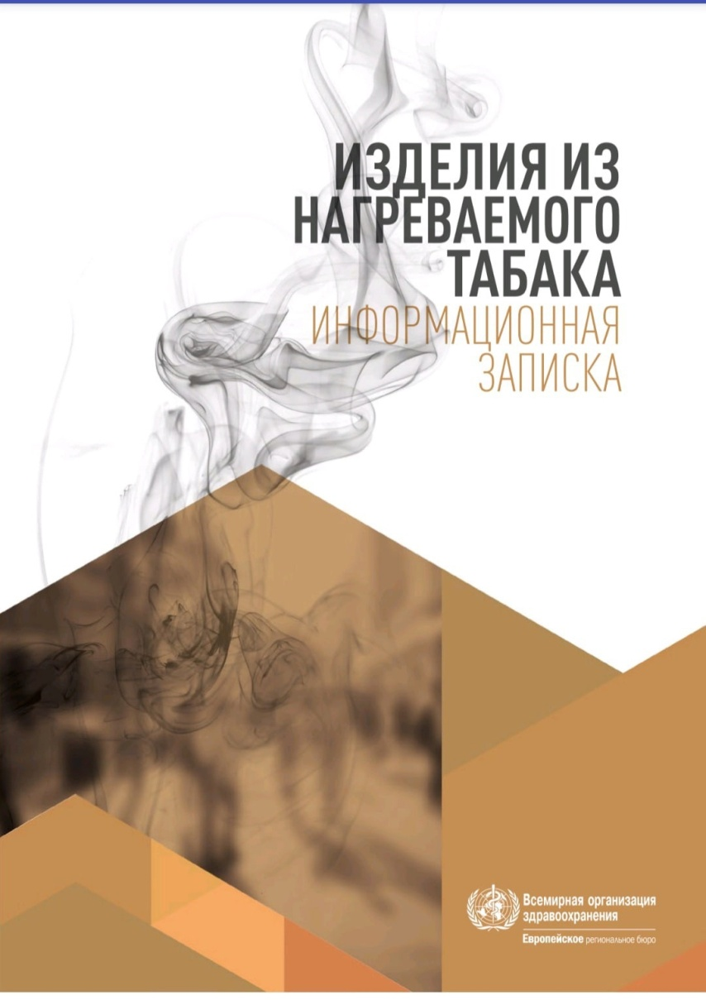 ИЗДЕЛИЯ ИЗ
НАГРЕВАЕМОГО
ТАБАКА
ИНФОРМАЦИОННАЯ
ЗАПИСКА
Всемирная организация
здравоохранения
Европейское региональное бюро